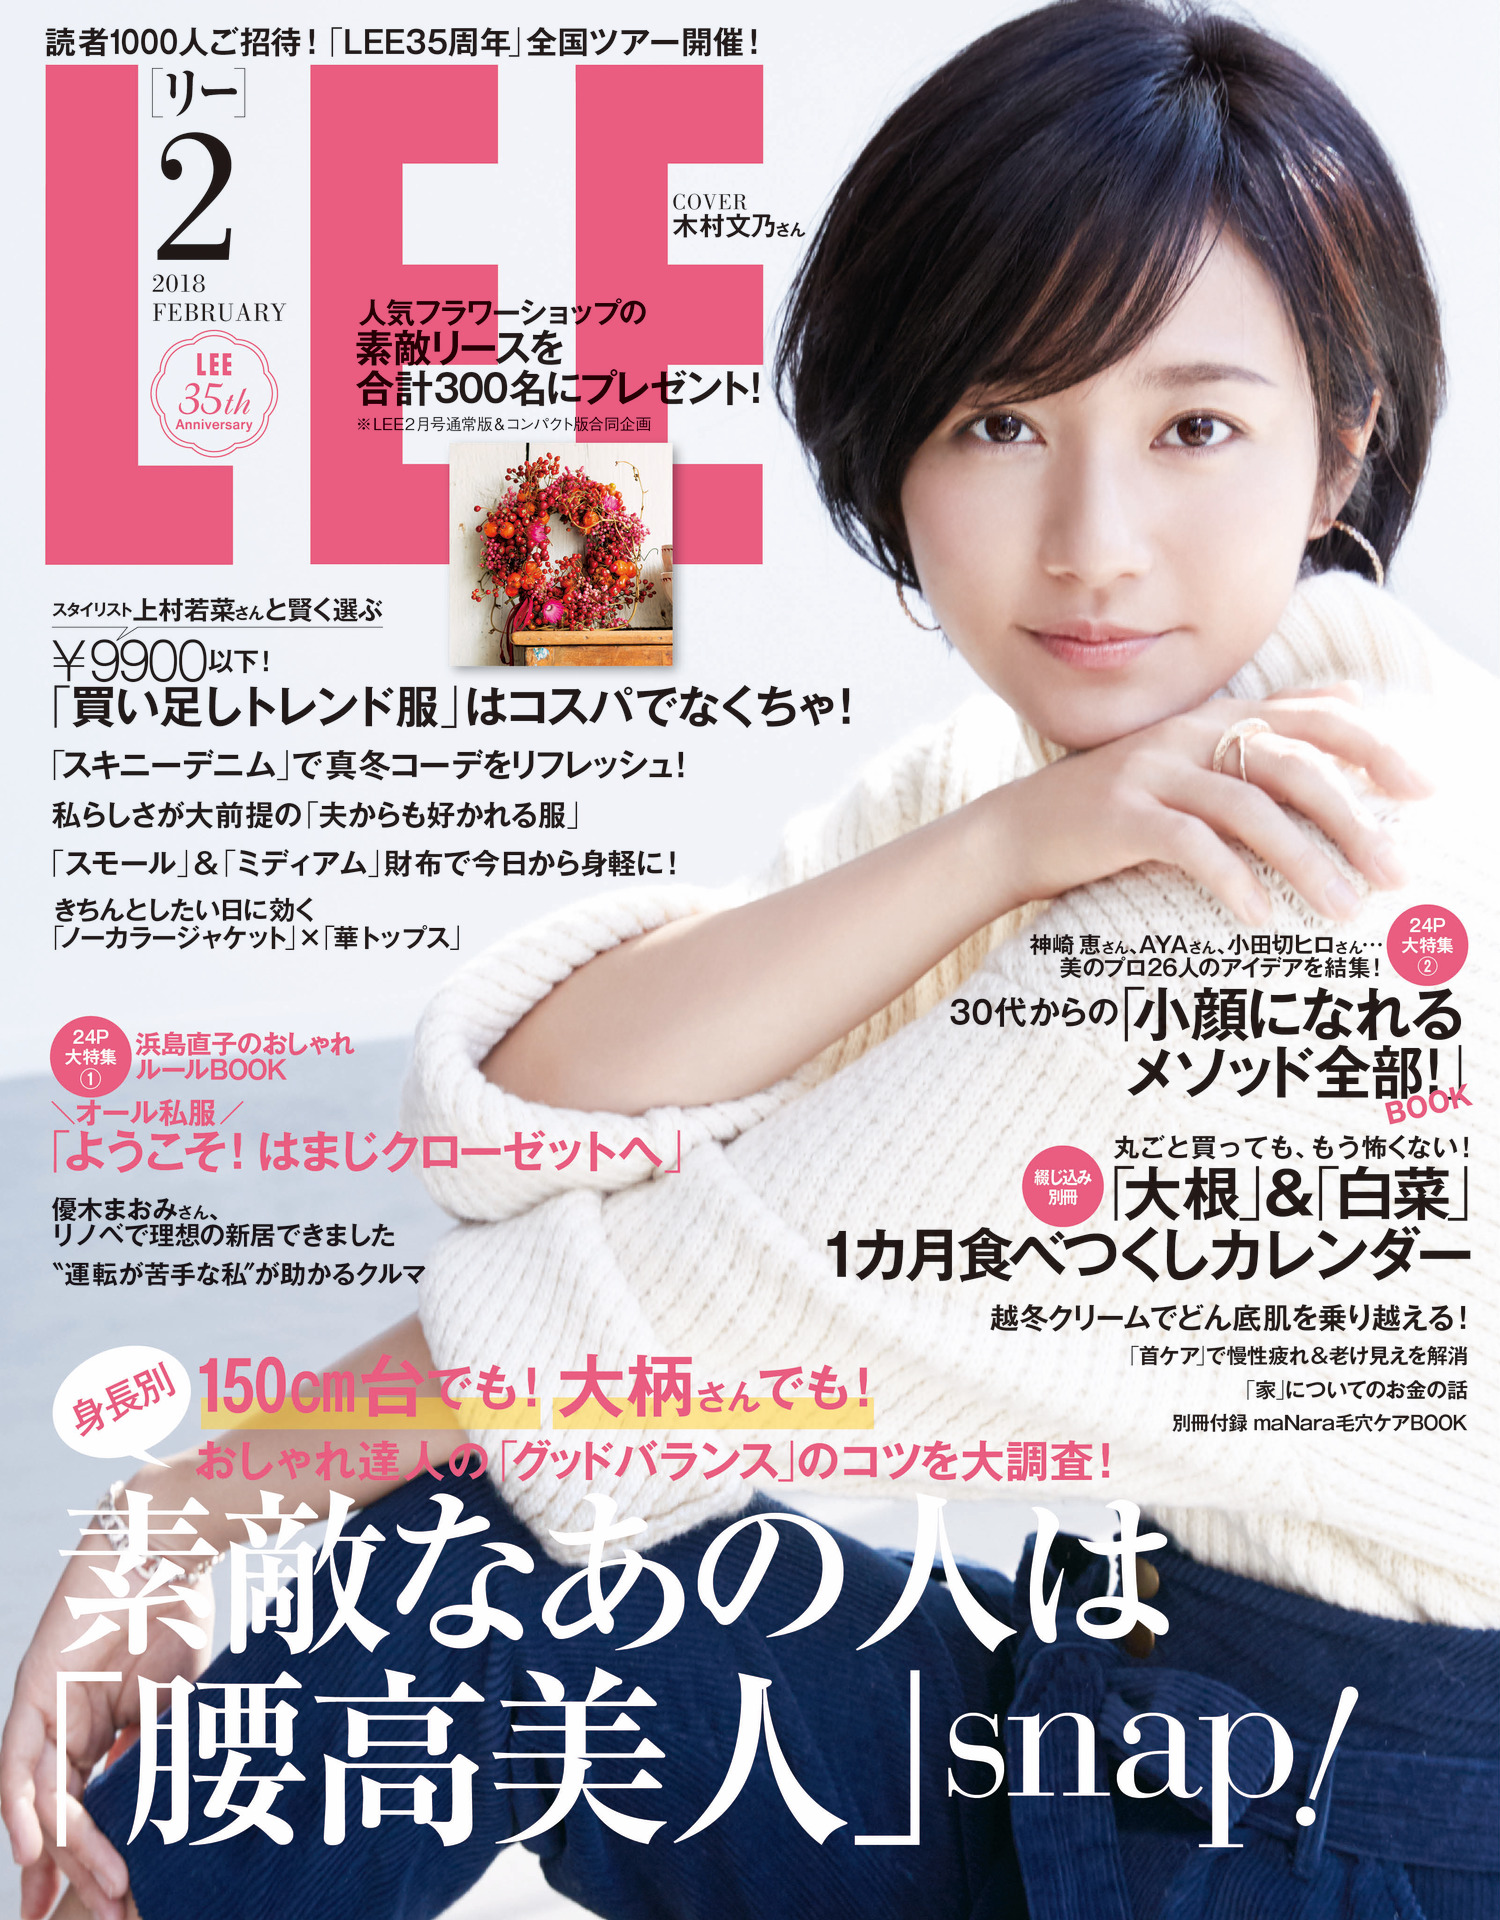 読者1000人ご招待！「LEE35周年」全国ツアー開催！
LEE
［リー］
2
2018
FEBRUARY
LEE
35th
Anniversary
COVER
木村文乃さん
人気フラワーショップの
素敵リースを
合計300名にプレゼント！
※LEE2月号通常版＆コンパクト版合同企画
スタイリスト上村若菜さんと賢く選ぶ
￥9900以下！
「買い足しトレンド服」はコスパでなくちゃ！
「スキニーデニム」で真冬コーデをリフレッシュ！
私らしさが大前提の「夫からも好かれる服」
「スモール」＆「ミディアム」財布で今日から身軽に！
きちんとしたい日に効く
「ノーカラージャケット」×「華トップス」
24P
大特集
①
浜島直子のおしゃれ
ルールBOOK
＼オール私服／
「ようこそ！はまじクローゼットへ」
優木まおみさん、
リノベで理想の新居できました
〝運転が苦手な私〟が助かるクルマ
24P
大特集
②
神崎 恵さん、AYAさん、小田切ヒロさん…
美のプロ26人のアイデアを結集！
30代からの「小顔になれる
メソッド全部！」
BOOK
綴じ込み
別冊
丸ごと買っても、もう怖くない！
「大根」＆「白菜」
1カ月食べつくしカレンダー
越冬クリームでどん底肌を乗り越える！
「首ケア」で慢性疲れ＆老け見えを解消
「家」についてのお金の話
別冊付録 maNara毛穴ケアBOOK
身長別
150cm台でも！大柄さんでも！
おしゃれ達人の「グッドバランス」のコツを大調査！
素敵なあの人は
「腰高美人」snap！